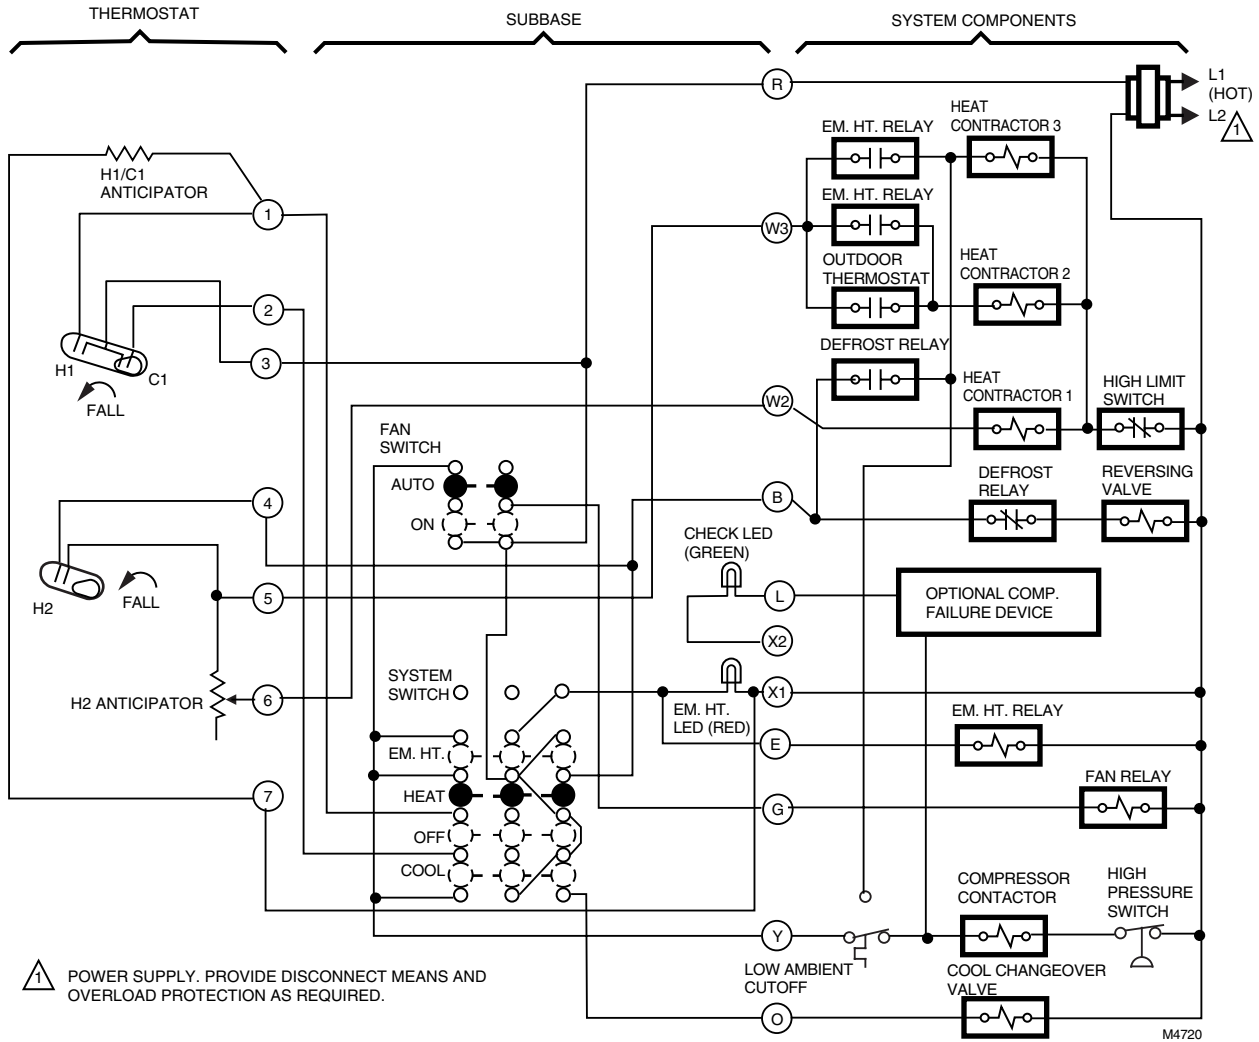 THERMOSTAT
SUBBASE
SYSTEM COMPONENTS
R
L1
(HOT)
L2
1
H1/C1
ANTICIPATOR
1
2
3
H1
C1
FALL
EM. HT. RELAY
HEAT
CONTRACTOR 3
EM. HT. RELAY
W3
OUTDOOR
THERMOSTAT
HEAT
CONTRACTOR 2
DEFROST RELAY
W2
HEAT
CONTRACTOR 1
HIGH LIMIT
SWITCH
FAN
SWITCH
AUTO
ON
4
B
DEFROST
RELAY
REVERSING
VALVE
CHECK LED
(GREEN)
H2
FALL
5
L
OPTIONAL COMP.
FAILURE DEVICE
X2
SYSTEM
SWITCH
H2 ANTICIPATOR
6
EM. HT.
LED (RED)
X1
EM. HT. RELAY
E
EM. HT.
HEAT
OFF
COOL
7
G
FAN RELAY
Y
LOW AMBIENT
CUTOFF
COMPRESSOR
CONTACTOR
HIGH
PRESSURE
SWITCH
COOL CHANGEOVER
VALVE
O
1
POWER SUPPLY. PROVIDE DISCONNECT MEANS AND
OVERLOAD PROTECTION AS REQUIRED.
M4720